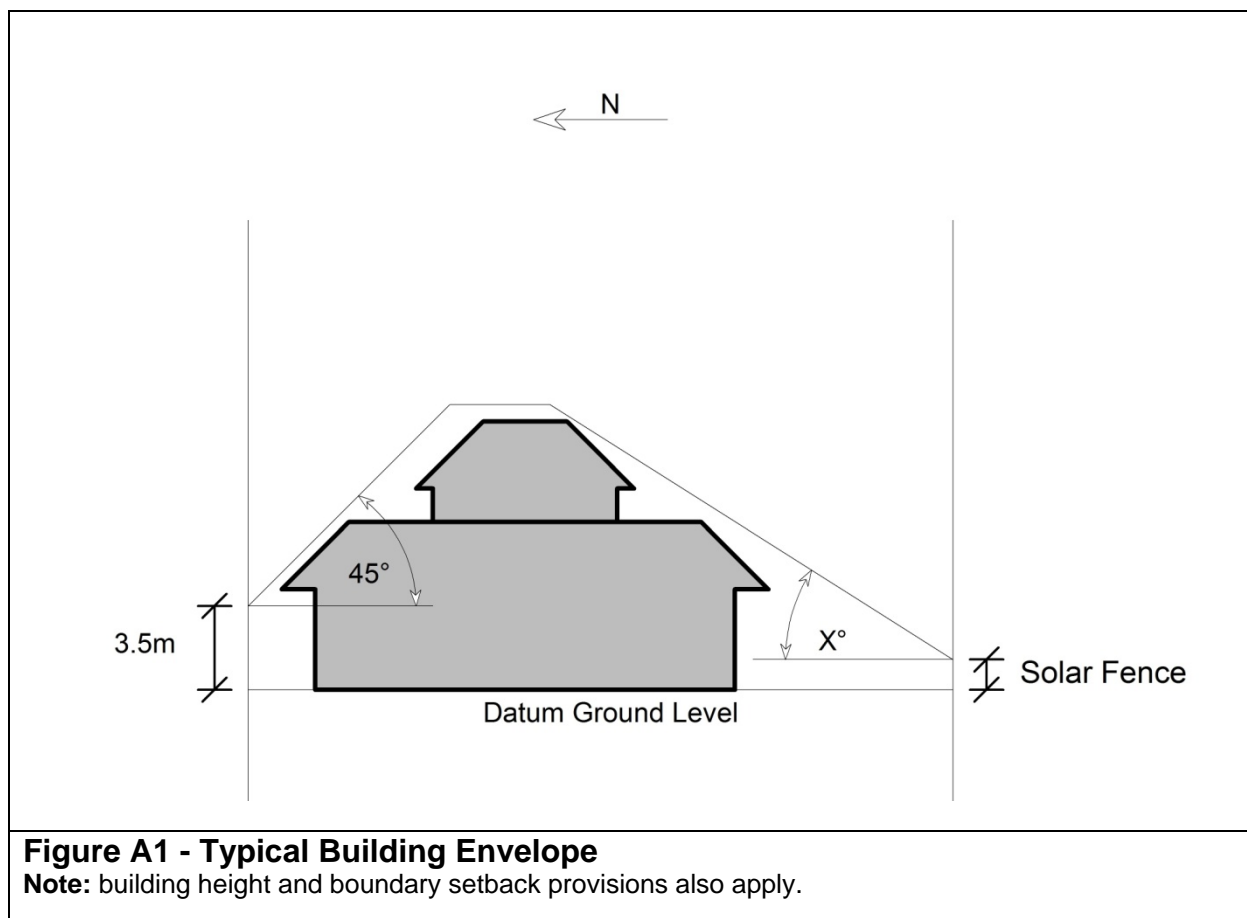 N
45°
3.5m
X°
Solar Fence
Datum Ground Level
Figure A1 - Typical Building Envelope
Note: building height and boundary setback provisions also apply.